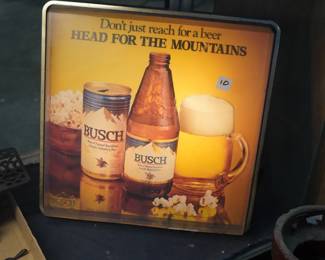 Don't just reach for a beer
HEAD FOR THE MOUNTAINS
10
BUSCH
BUSCH